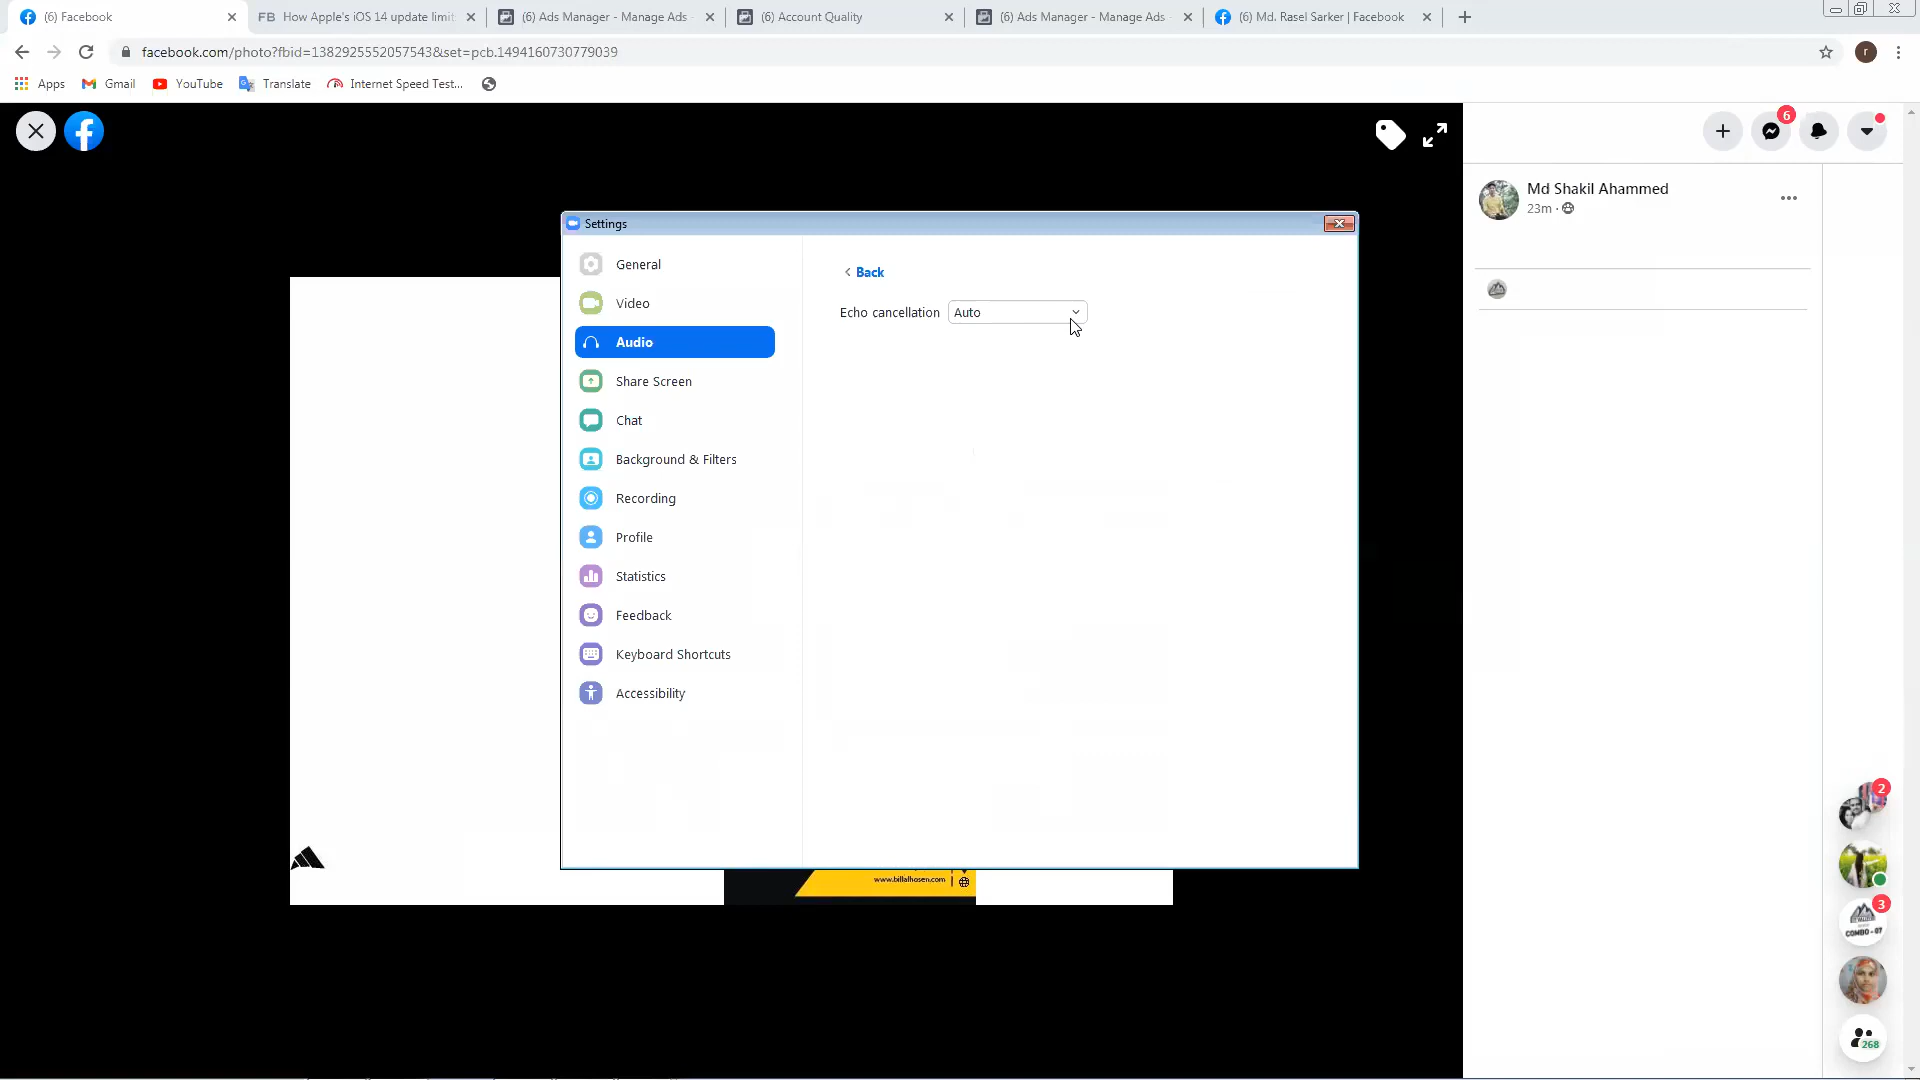 (6) Facebook
FB How Apple's iOS 14 update limit
(6) Ads Manager - Manage Ads
(6) Account Quality
(6) Ads Manager - Manage Ads
(6) Md. Rasel Sarker | Facebook
facebook.com/photo?fbid=1382925552057543&set=pcb.1494160730779039
r
Apps
Gmail
YouTube
Translate
Internet Speed Test...
6
Md Shakil Ahammed
23m ·
Settings
General
Video
Audio
Share Screen
Chat
Background & Filters
Recording
Profile
Statistics
Feedback
Keyboard Shortcuts
Accessibility
< Back
Echo cancellation Auto
www.billalhosen.com
2
3
COMBO - 07
268